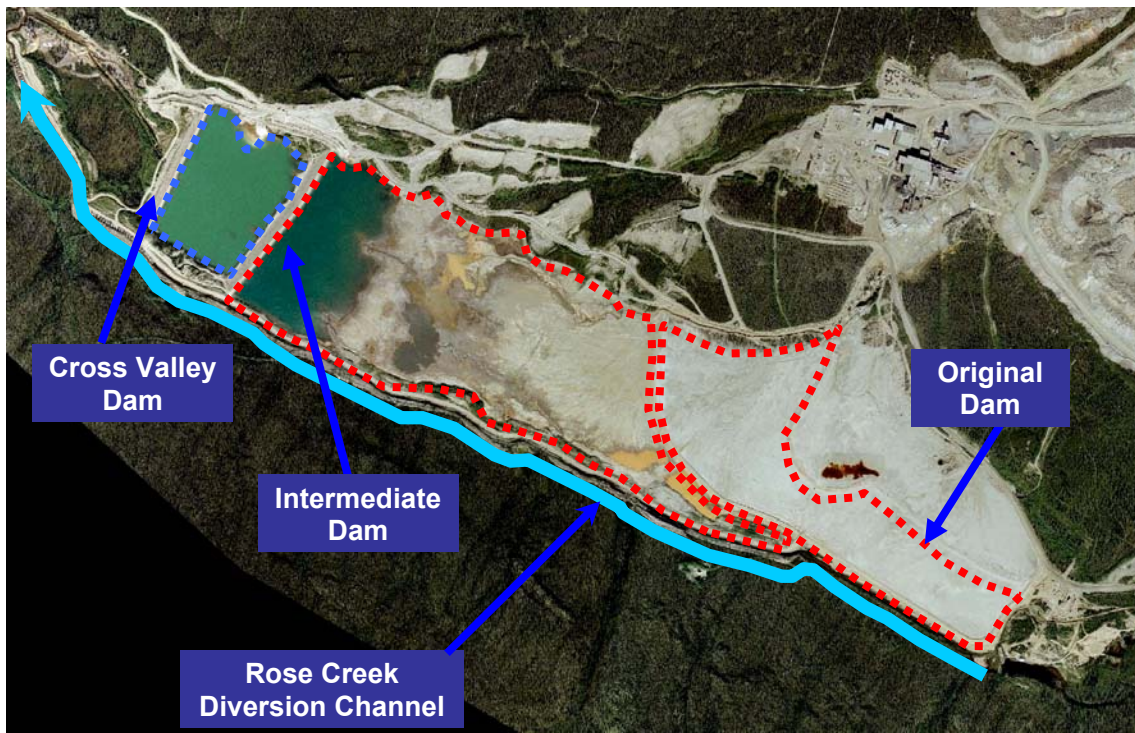 Cross Valley
Dam
Original
Dam
Intermediate
Dam
Rose Creek
Diversion Channel